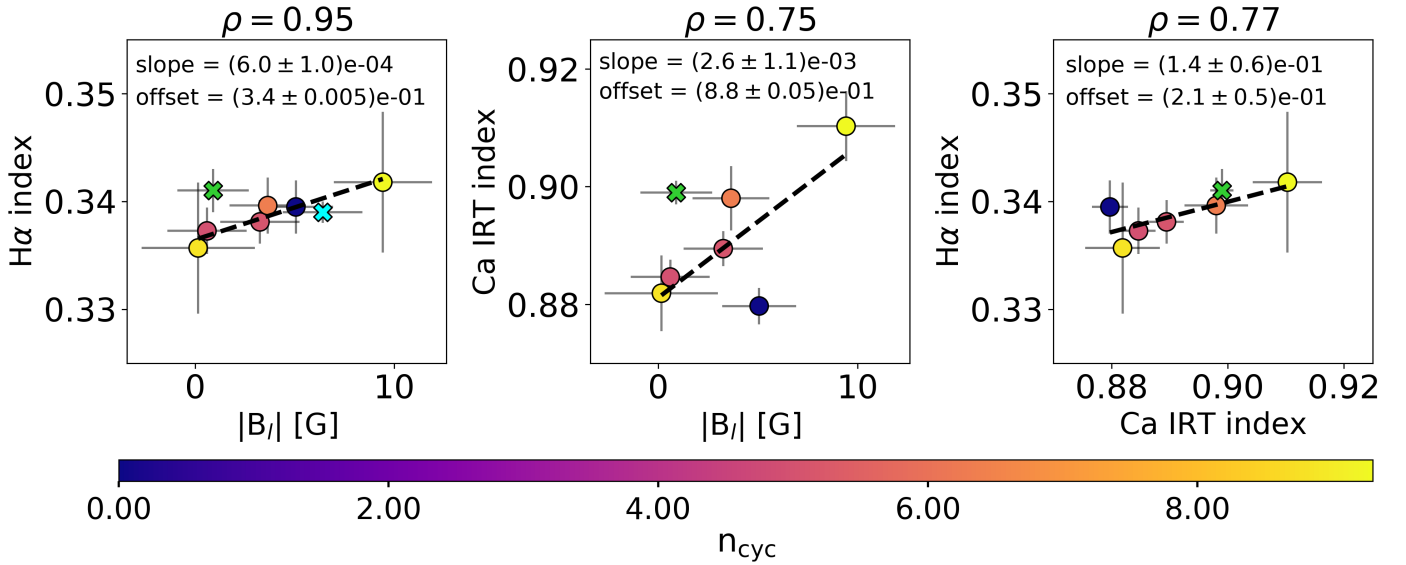 ρ = 0.95
slope = (6.0 ± 1.0)e-04
offset = (3.4 ± 0.005)e-01
Hα index
0.35
0.34
0.33
0
10
|Bₗ| [G]
ρ = 0.75
slope = (2.6 ± 1.1)e-03
offset = (8.8 ± 0.05)e-01
Ca IRT index
0.92
0.90
0.88
0
10
|Bₗ| [G]
ρ = 0.77
slope = (1.4 ± 0.6)e-01
offset = (2.1 ± 0.5)e-01
Hα index
0.35
0.34
0.33
0.88
0.90
0.92
Ca IRT index
0.00
2.00
4.00
6.00
8.00
n_cyc